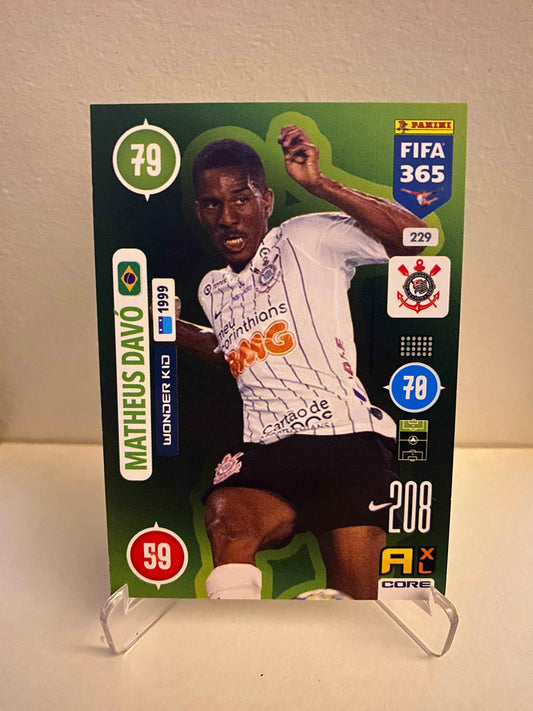 79
PANINI
FIFA
365
229
MATHEUS DAVÓ
1999
WONDER KID
Corinthians
BMG
Cartão de
70
208
59
A XL
CORE